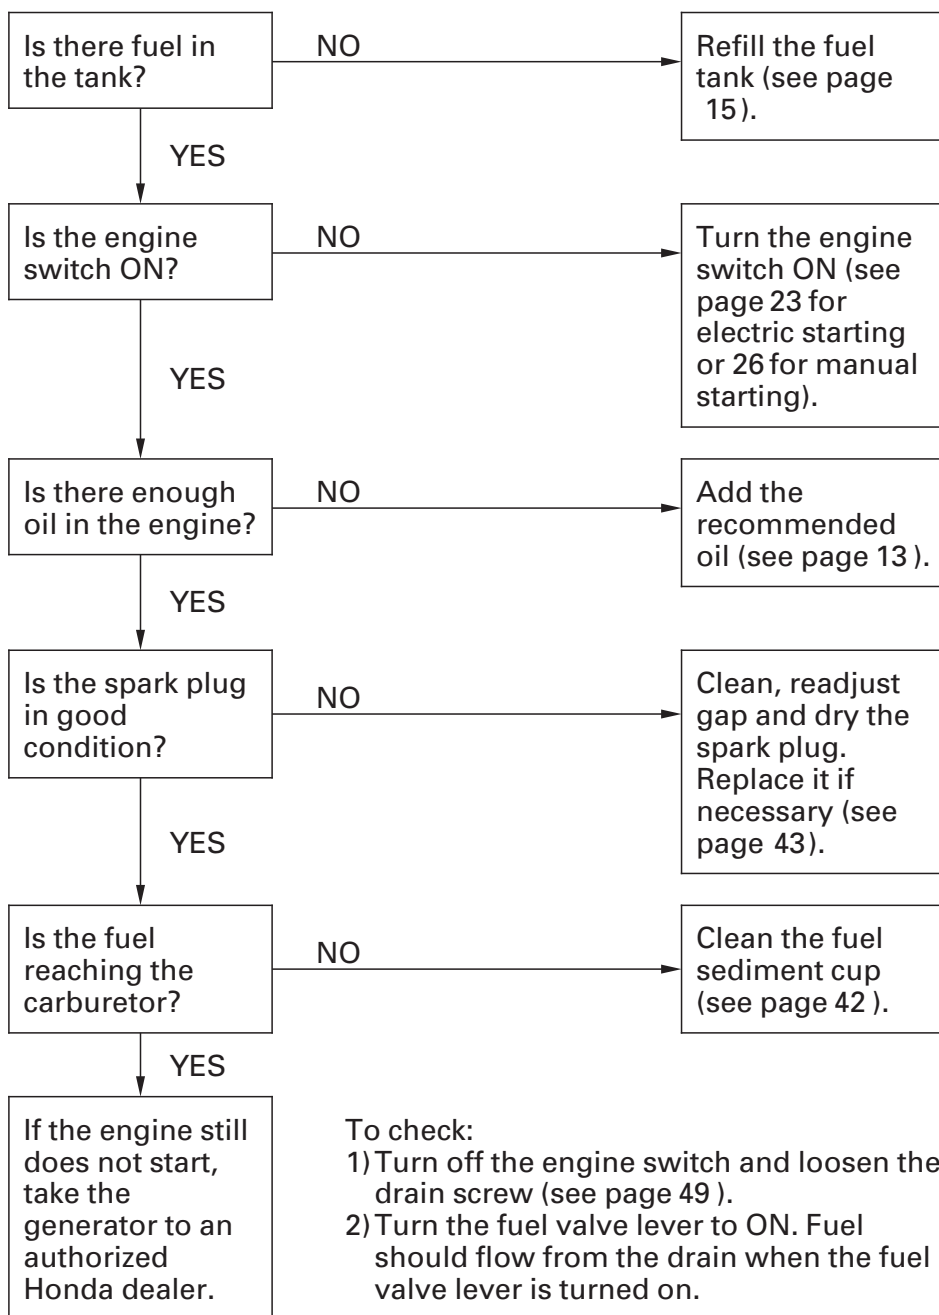 Is there fuel in
the tank?
NO
Refill the fuel
tank (see page
15).
YES
Is the engine
switch ON?
NO
Turn the engine
switch ON (see
page 23 for
electric starting
or 26 for manual
starting).
YES
Is there enough
oil in the engine?
NO
Add the
recommended
oil (see page 13).
YES
Is the spark plug
in good
condition?
NO
Clean, readjust
gap and dry the
spark plug.
Replace it if
necessary (see
page 43).
YES
Is the fuel
reaching the
carburetor?
NO
Clean the fuel
sediment cup
(see page 42).
YES
If the engine still
does not start,
take the
generator to an
authorized
Honda dealer.
To check:
1) Turn off the engine switch and loosen the
drain screw (see page 49).
2) Turn the fuel valve lever to ON. Fuel
should flow from the drain when the fuel
valve lever is turned on.